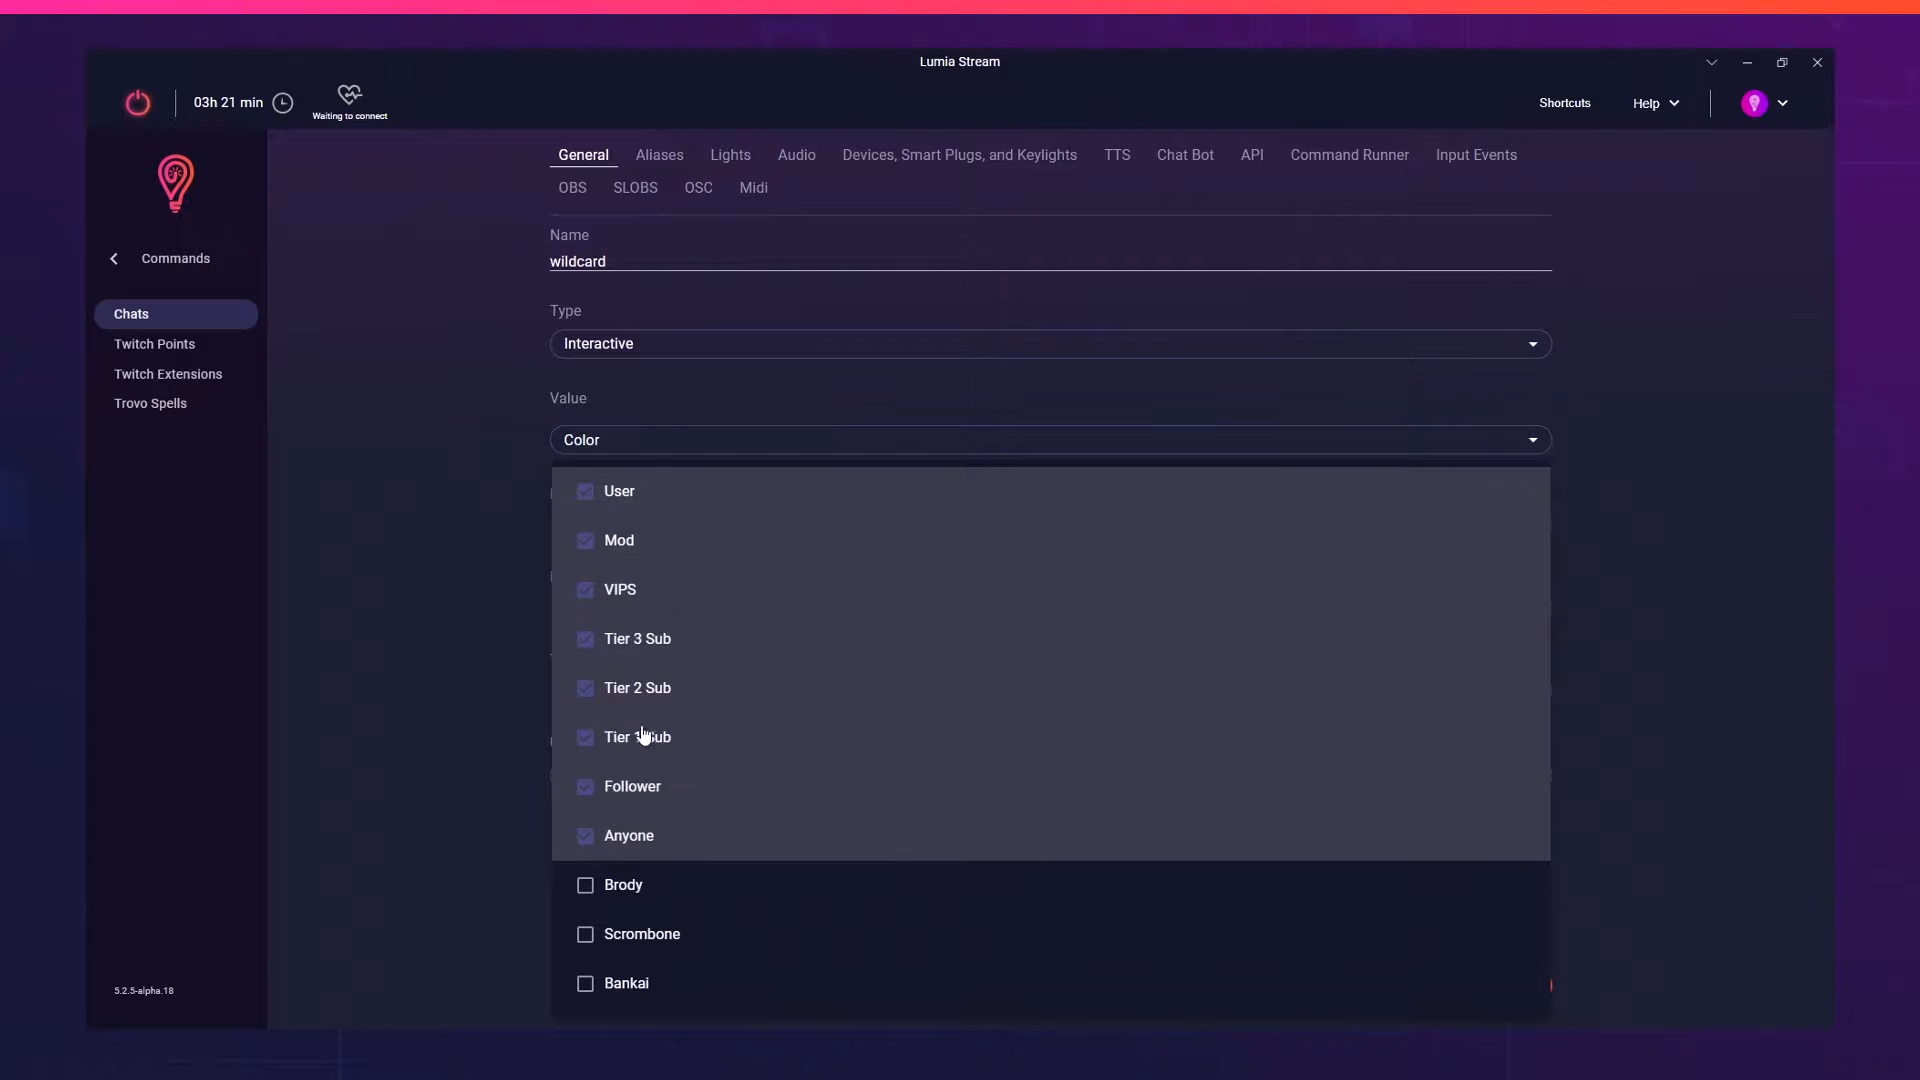 Lumia Stream
03h 21 min
Waiting to connect
Shortcuts
Help
General Aliases Lights Audio Devices, Smart Plugs, and Keylights TTS Chat Bot API Command Runner Input Events
OBS SLOBS OSC Midi
Commands
Chats
Twitch Points
Twitch Extensions
Trovo Spells
5.2.5-alpha.18
Name
wildcard
Type
Interactive
Value
Color
User
Mod
VIPS
Tier 3 Sub
Tier 2 Sub
Tier 1 Sub
Follower
Anyone
Brody
Scrombone
Bankai